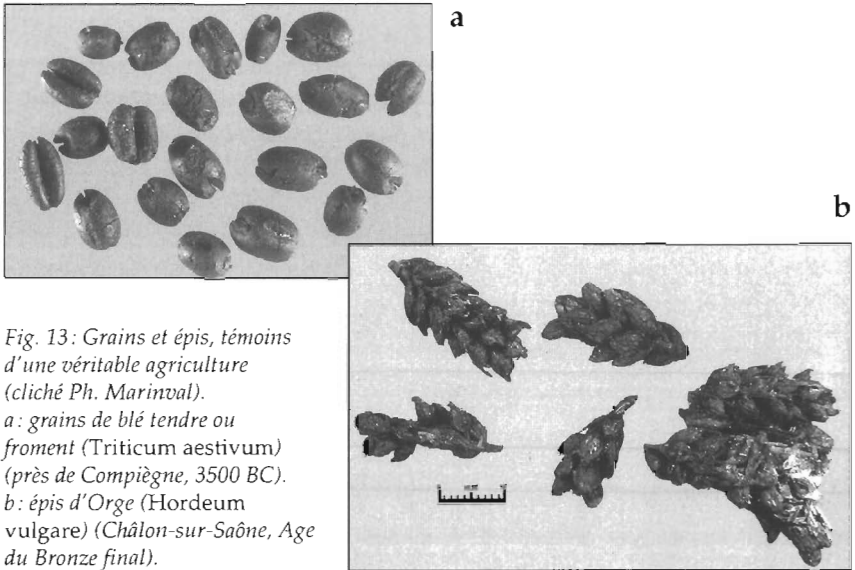 a
b
Fig. 13: Grains et épis, témoins
d'une véritable agriculture
(cliché Ph. Marinval).
a: grains de blé tendre ou
froment (Triticum aestivum)
(près de Compiègne, 3500 BC).
b: épis d'Orge (Hordeum
vulgare) (Châlon-sur-Saône, Age
du Bronze final).